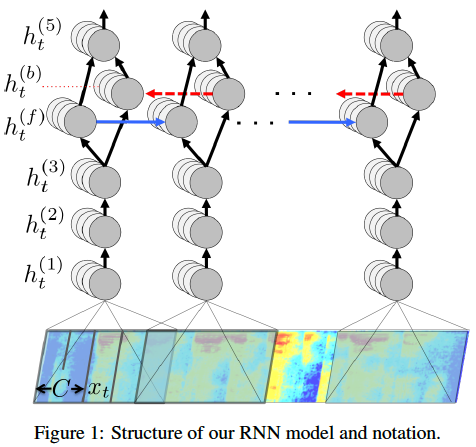 h_t^{(5)}
h_t^{(b)}
h_t^{(f)}
h_t^{(3)}
h_t^{(2)}
h_t^{(1)}
C x_t
Figure 1: Structure of our RNN model and notation.